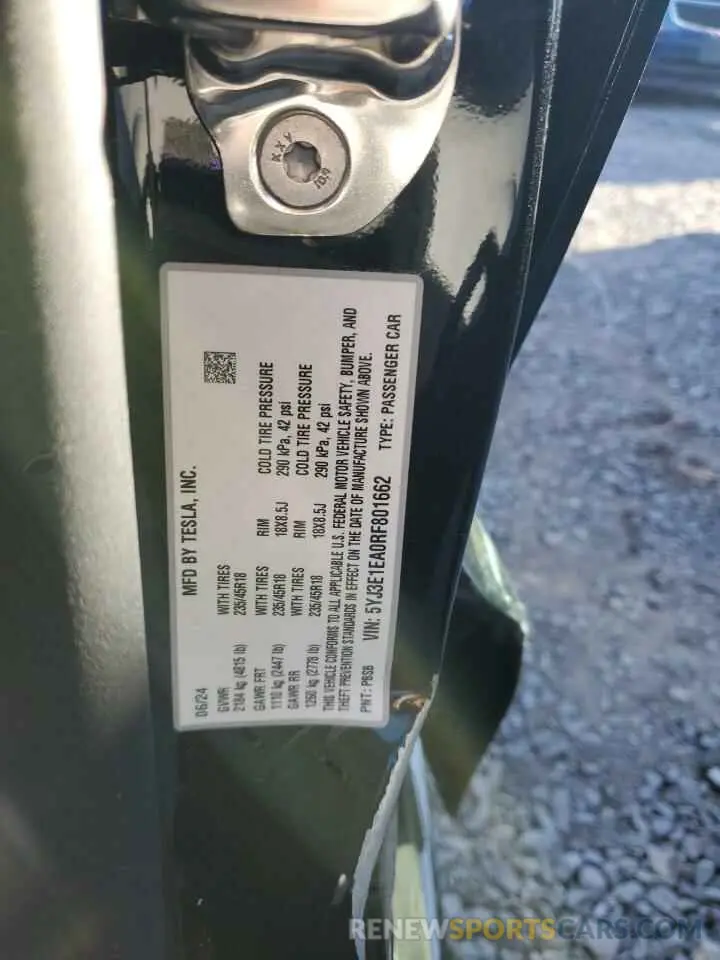 KXY
10.9
MFD BY TESLA, INC.
06/24
GVWR
2184 kg (4815 lb)
WITH TIRES
235/45R18
GAWR FRT
1110 kg (2447 lb)
WITH TIRES
235/45R18
RIM
18X8.5J
COLD TIRE PRESSURE
290 kPa, 42 psi
GAWR RR
1260 kg (2778 lb)
WITH TIRES
235/45R18
RIM
18X8.5J
COLD TIRE PRESSURE
290 kPa, 42 psi
THIS VEHICLE CONFORMS TO ALL APPLICABLE U.S. FEDERAL MOTOR VEHICLE SAFETY, BUMPER, AND
THEFT PREVENTION STANDARDS IN EFFECT ON THE DATE OF MANUFACTURE SHOWN ABOVE.
PNT: PBSB
VIN: 5YJ3E1EA0RF801662
TYPE: PASSENGER CAR
RENEWSPORTSCARS.COM